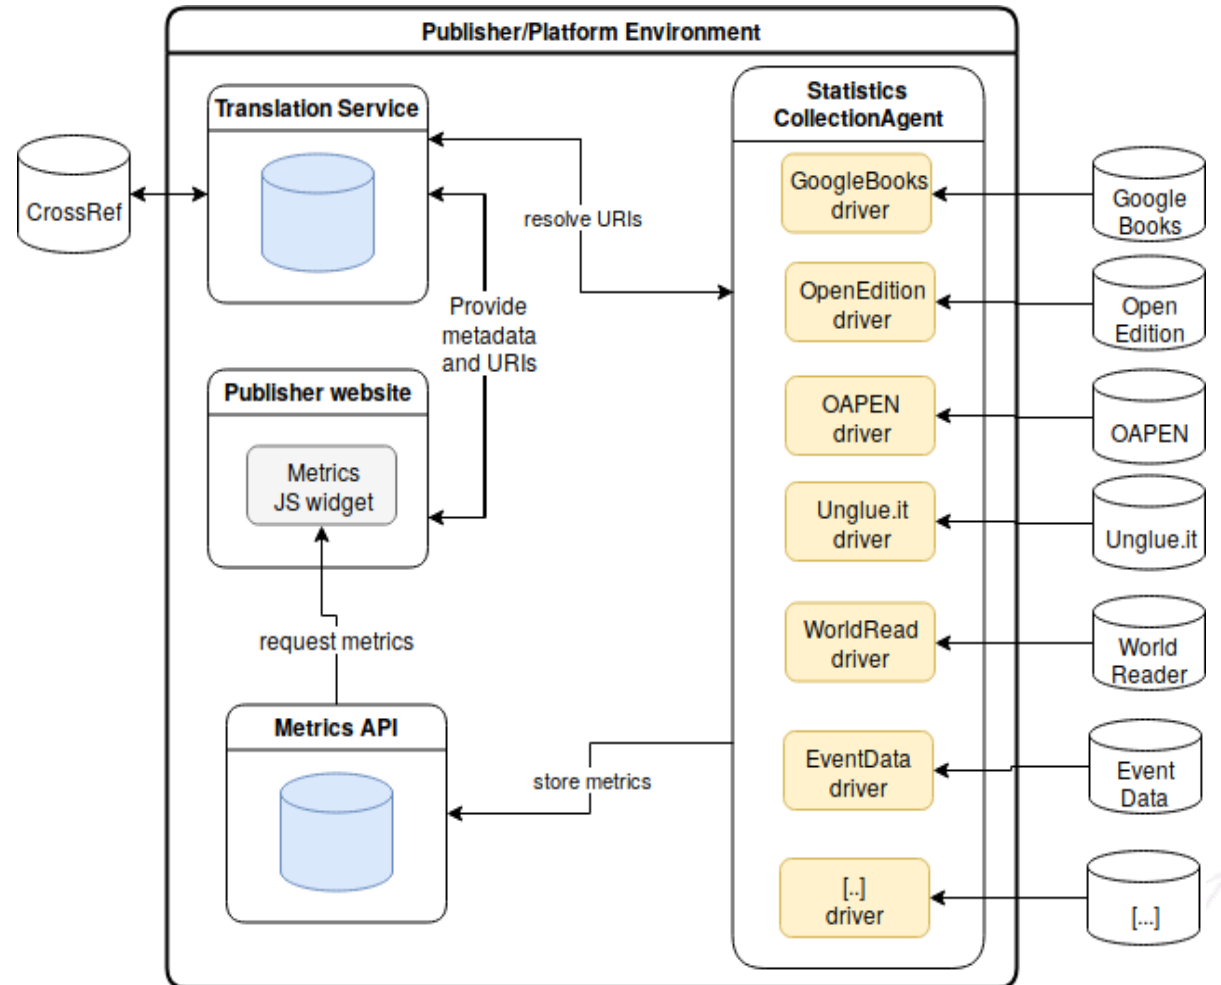 Publisher/Platform Environment
Translation Service
Statistics
CollectionAgent
CrossRef
resolve URIs
Provide
metadata
and URIs
GoogleBooks
driver
Google
Books
OpenEdition
driver
Open
Edition
Publisher website
Metrics
JS widget
OAPEN
driver
OAPEN
Unglue.it
driver
Unglue.it
request metrics
WorldRead
driver
World
Reader
Metrics API
store metrics
EventData
driver
Event
Data
[..]
driver
[...]